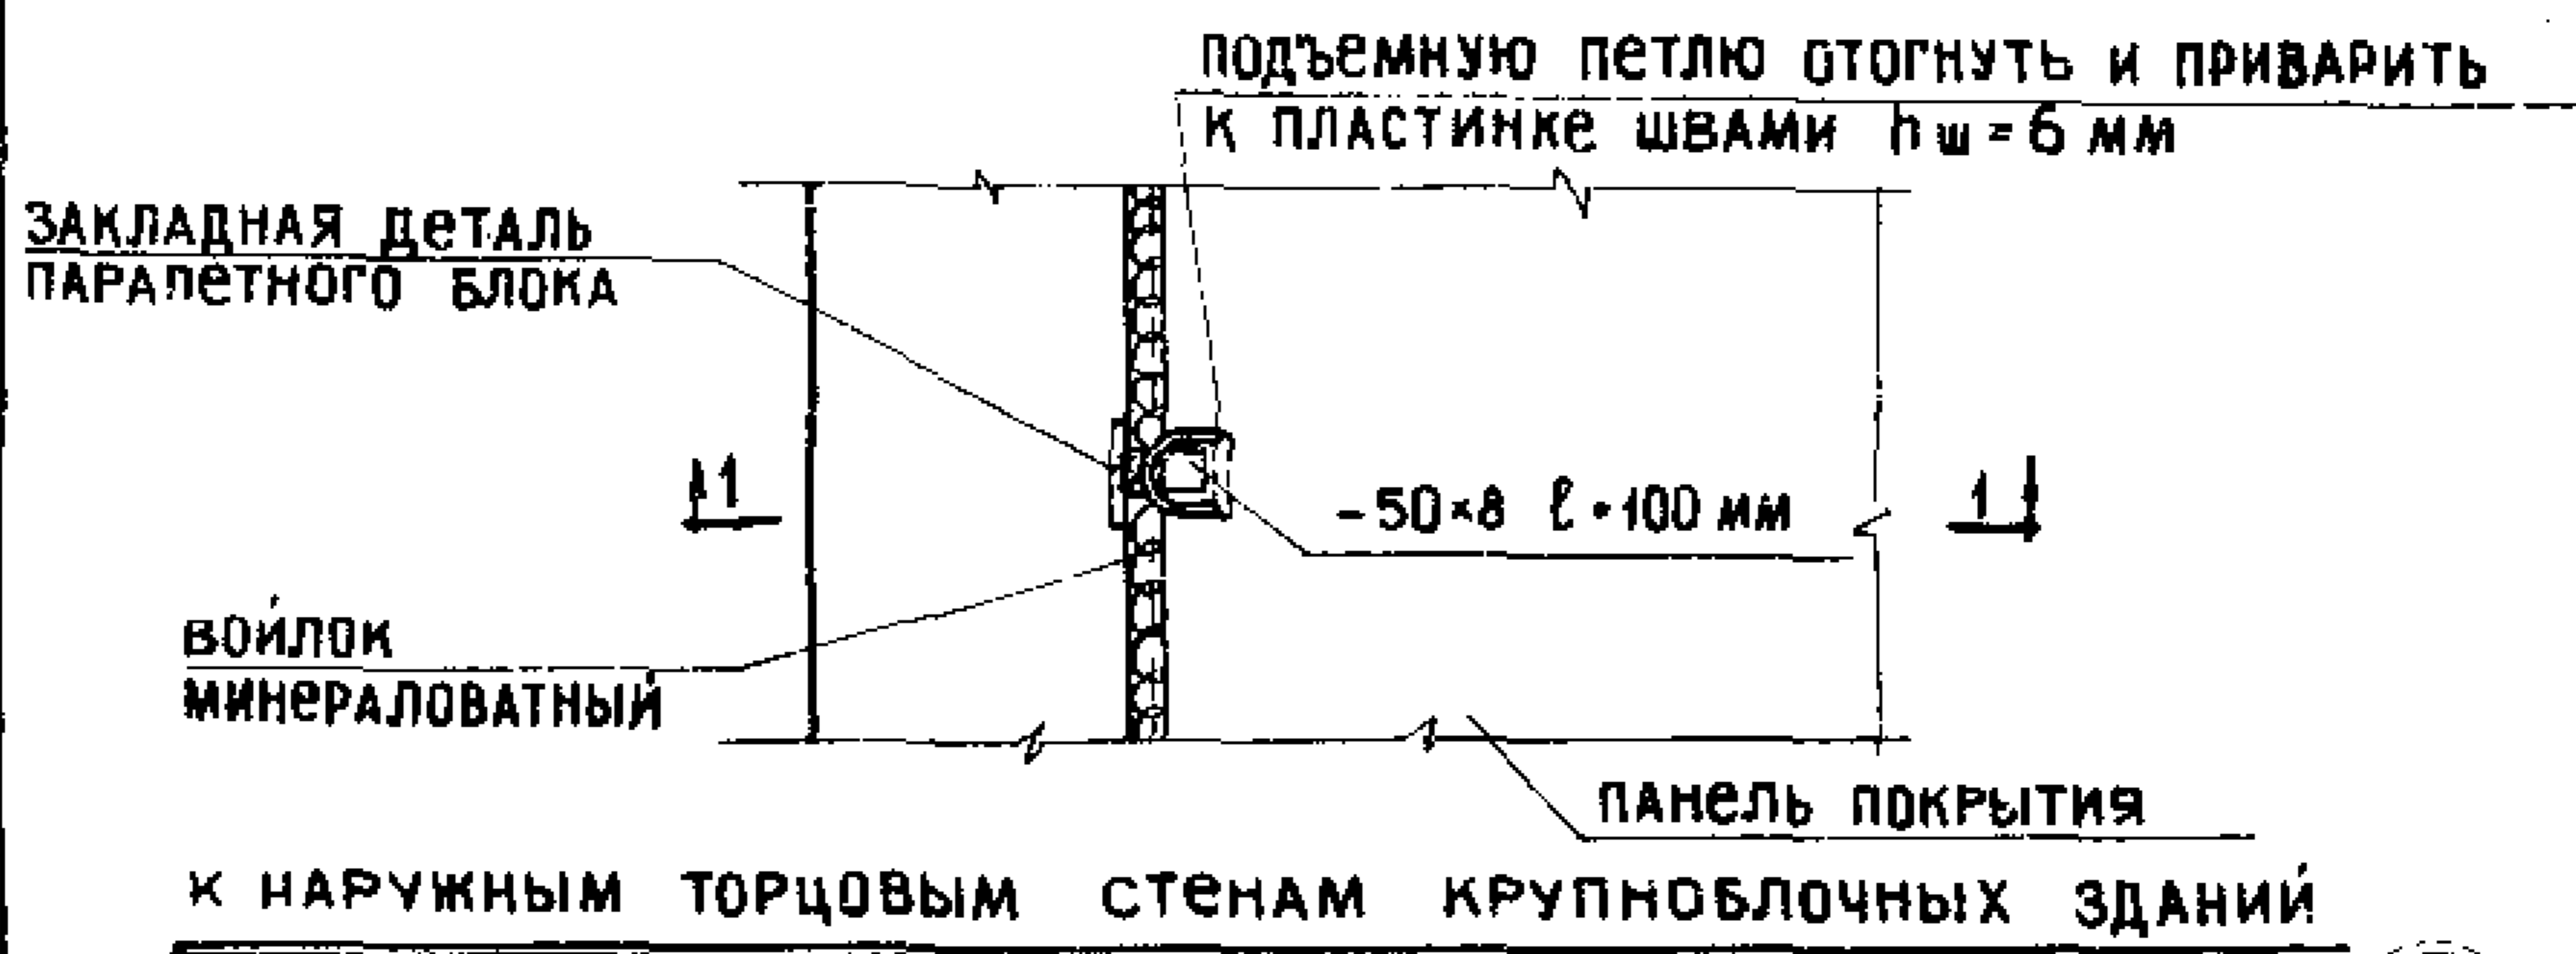 ПОДЪЕМНУЮ ПЕТЛЮ ОТОГНУТЬ И ПРИВАРИТЬ
К ПЛАСТИНКЕ ШВАМИ hш = 6 мм
ЗАКЛАДНАЯ ДЕТАЛЬ
ПАРАПЕТНОГО БЛОКА
1
-50×8 ℓ=100 мм
1
ВОЙЛОК
МИНЕРАЛОВАТНЫЙ
ПАНЕЛЬ ПОКРЫТИЯ
К НАРУЖНЫМ ТОРЦОВЫМ СТЕНАМ КРУПНОБЛОЧНЫХ ЗДАНИЙ